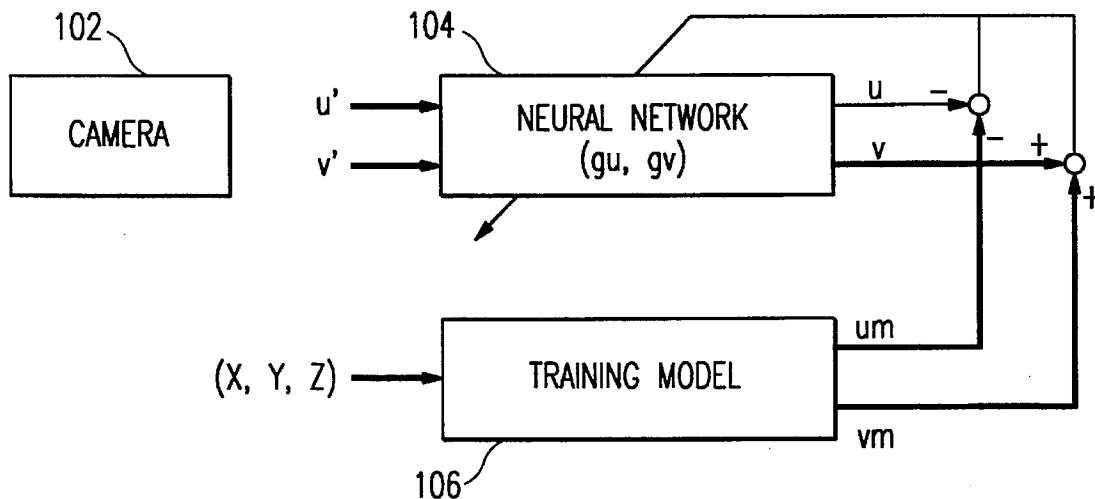 102
104
CAMERA
u'
v'
NEURAL NETWORK
(gu, gv)
u
−
−
v
+
+
(X, Y, Z)
TRAINING MODEL
um
vm
106